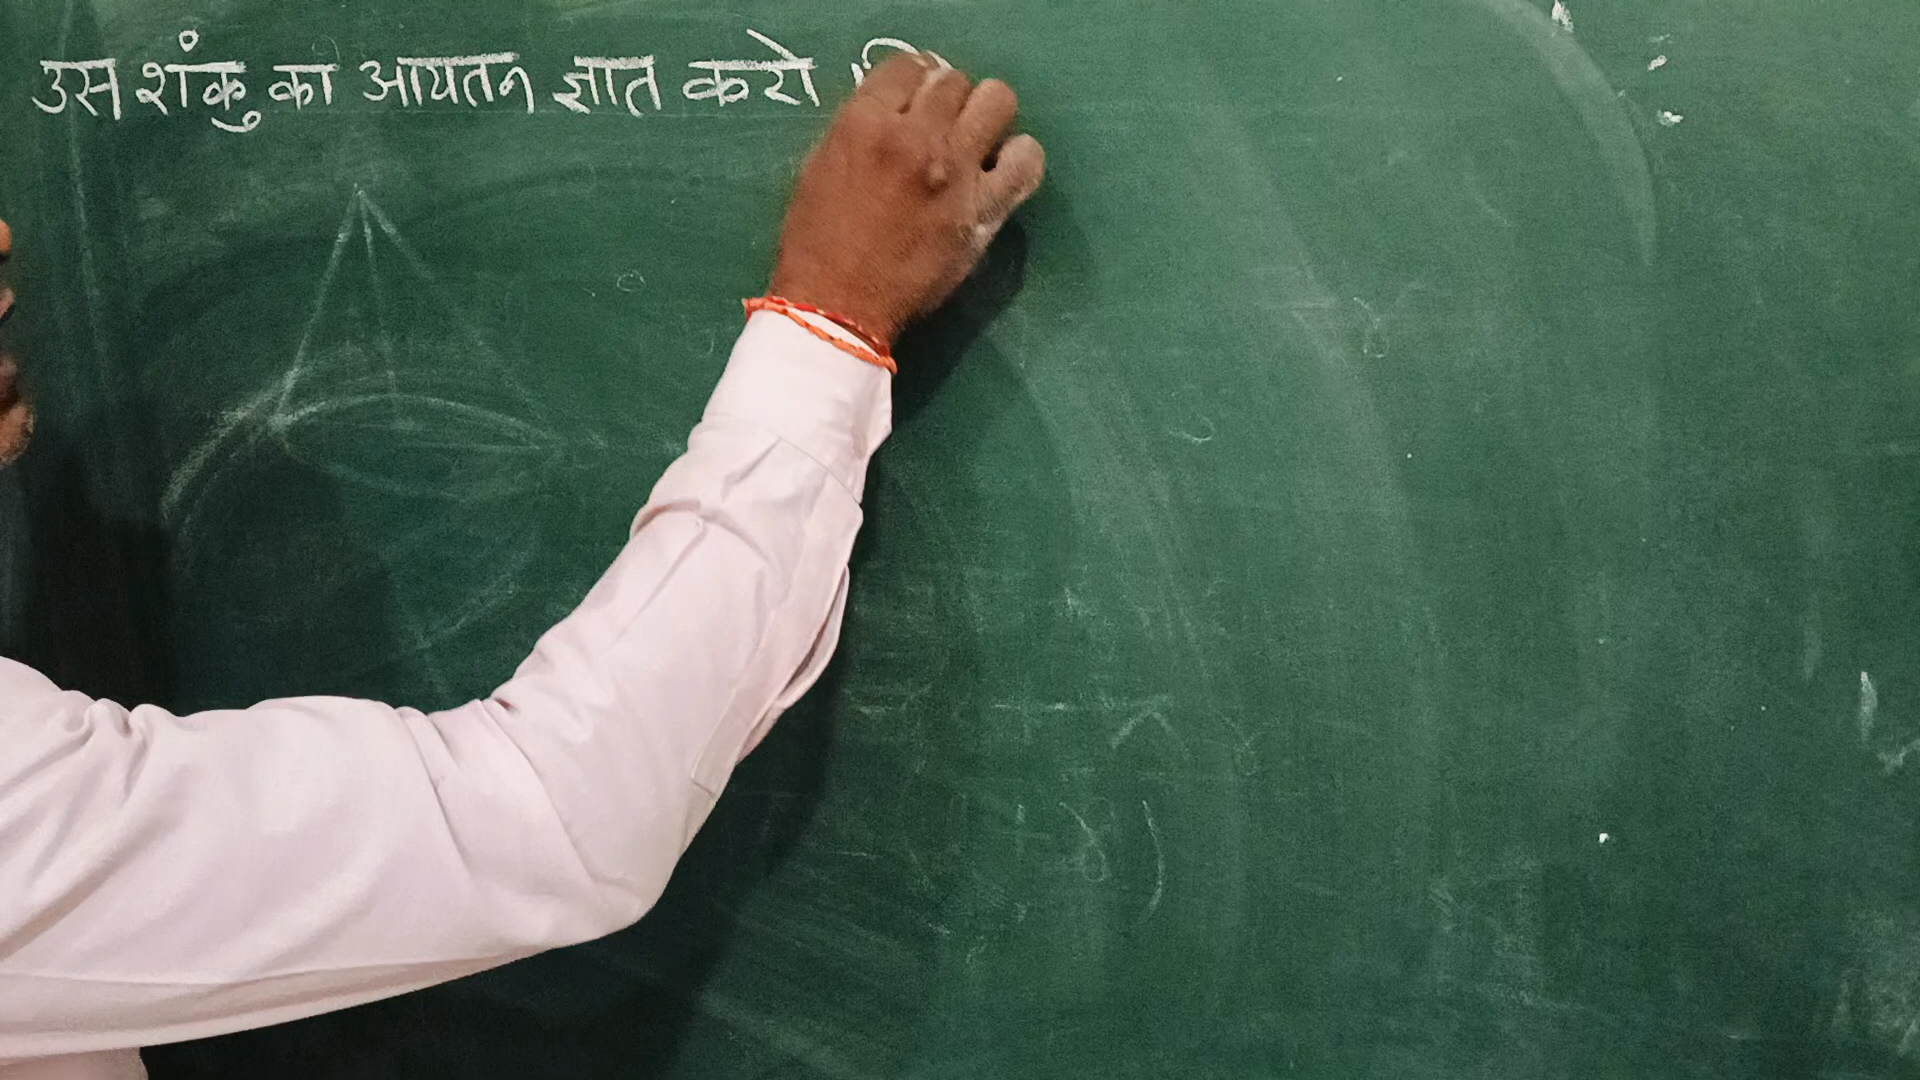 उस शंकु का आयतन ज्ञात करो